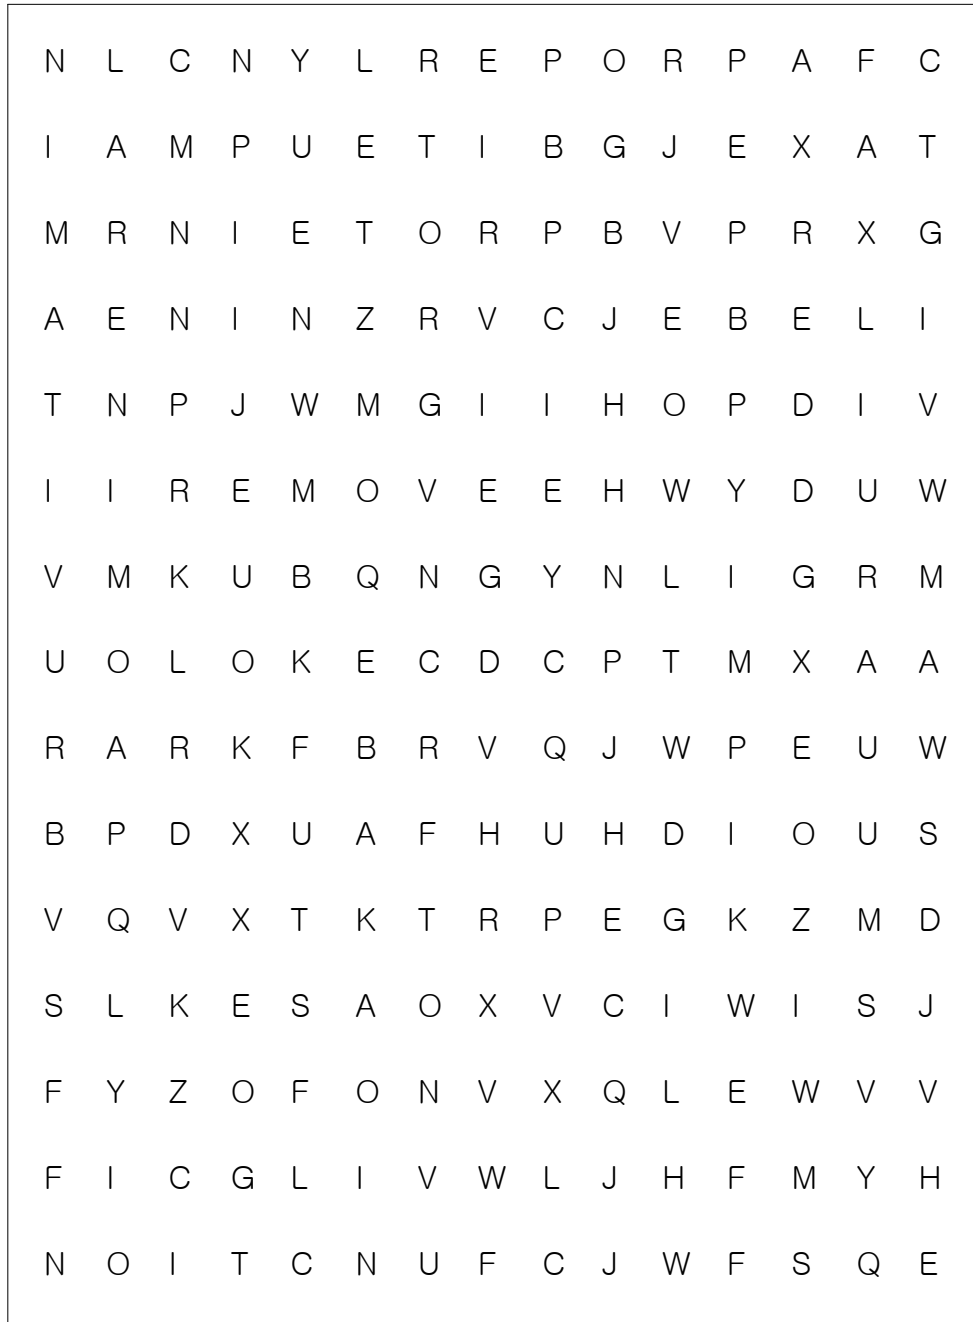 N L C N Y L R E P O R P A F C
I A M P U E T I B G J E X A T
M R N I E T O R P B V P R X G
A E N I N Z R V C J E B E L I
T N P J W M G I I H O P D I V
I I R E M O V E E H W Y D U W
V M K U B Q N G Y N L I G R M
U O L O K E C D C P T M X A A
R A R K F B R V Q J W P E U W
B P D X U A F H U H D I O U S
V Q V X T K T R P E G K Z M D
S L K E S A O X V C I W I S J
F Y Z O F O N V X Q L E W V V
F I C G L I V W L J H F M Y H
N O I T C N U F C J W F S Q E